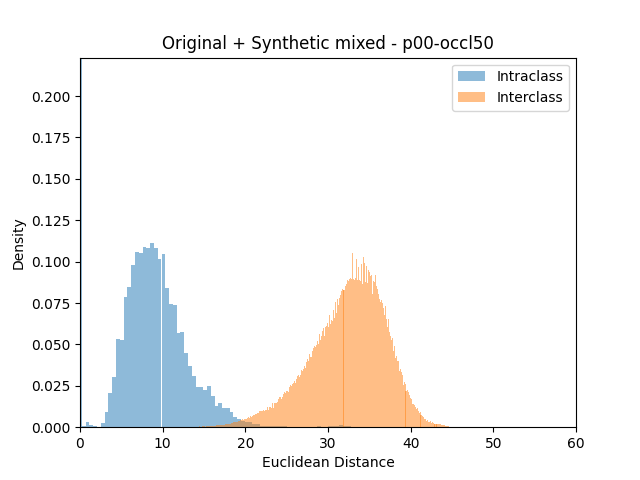 Original + Synthetic mixed - p00-occl50
Intraclass
Interclass
Density
0.200
0.175
0.150
0.125
0.100
0.075
0.050
0.025
0.000
0 10 20 30 40 50 60
Euclidean Distance